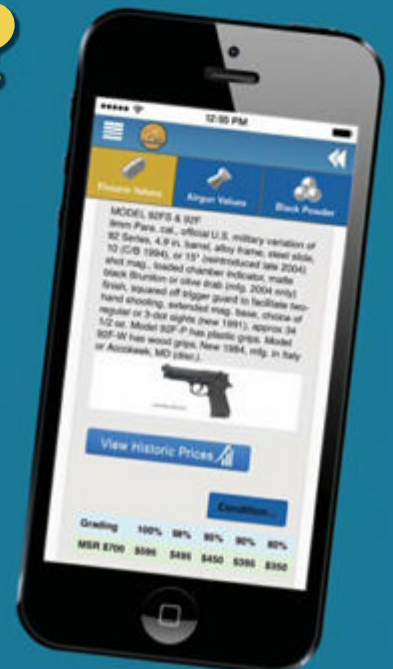 ?
12:55 PM
Firearm Values
Airgun Values
Black Powder
MODEL 92FS & 92F
9mm Para. cal., official U.S. military variation of
92 Series, 4.9 in. barrel, alloy frame, steel slide,
10 (C/B 1994), or 15* (reintroduced late 2004)
shot mag., loaded chamber indicator, matte
black Bruniton or olive drab (mfg. 2004 only)
finish, squared off trigger guard to facilitate two-
hand shooting, extended mag. base, choice of
regular or 3-dot sights (new 1991), approx 34
1/2 oz. Model 92F-P has plastic grips. Model
92F-W has wood grips. New 1984, mfg. in Italy
or Accokeek, MD (disc.).
View Historic Prices
Condition...
Grading 100% 98% 95% 90% 80%
MSR $700 $595 $495 $450 $395 $350